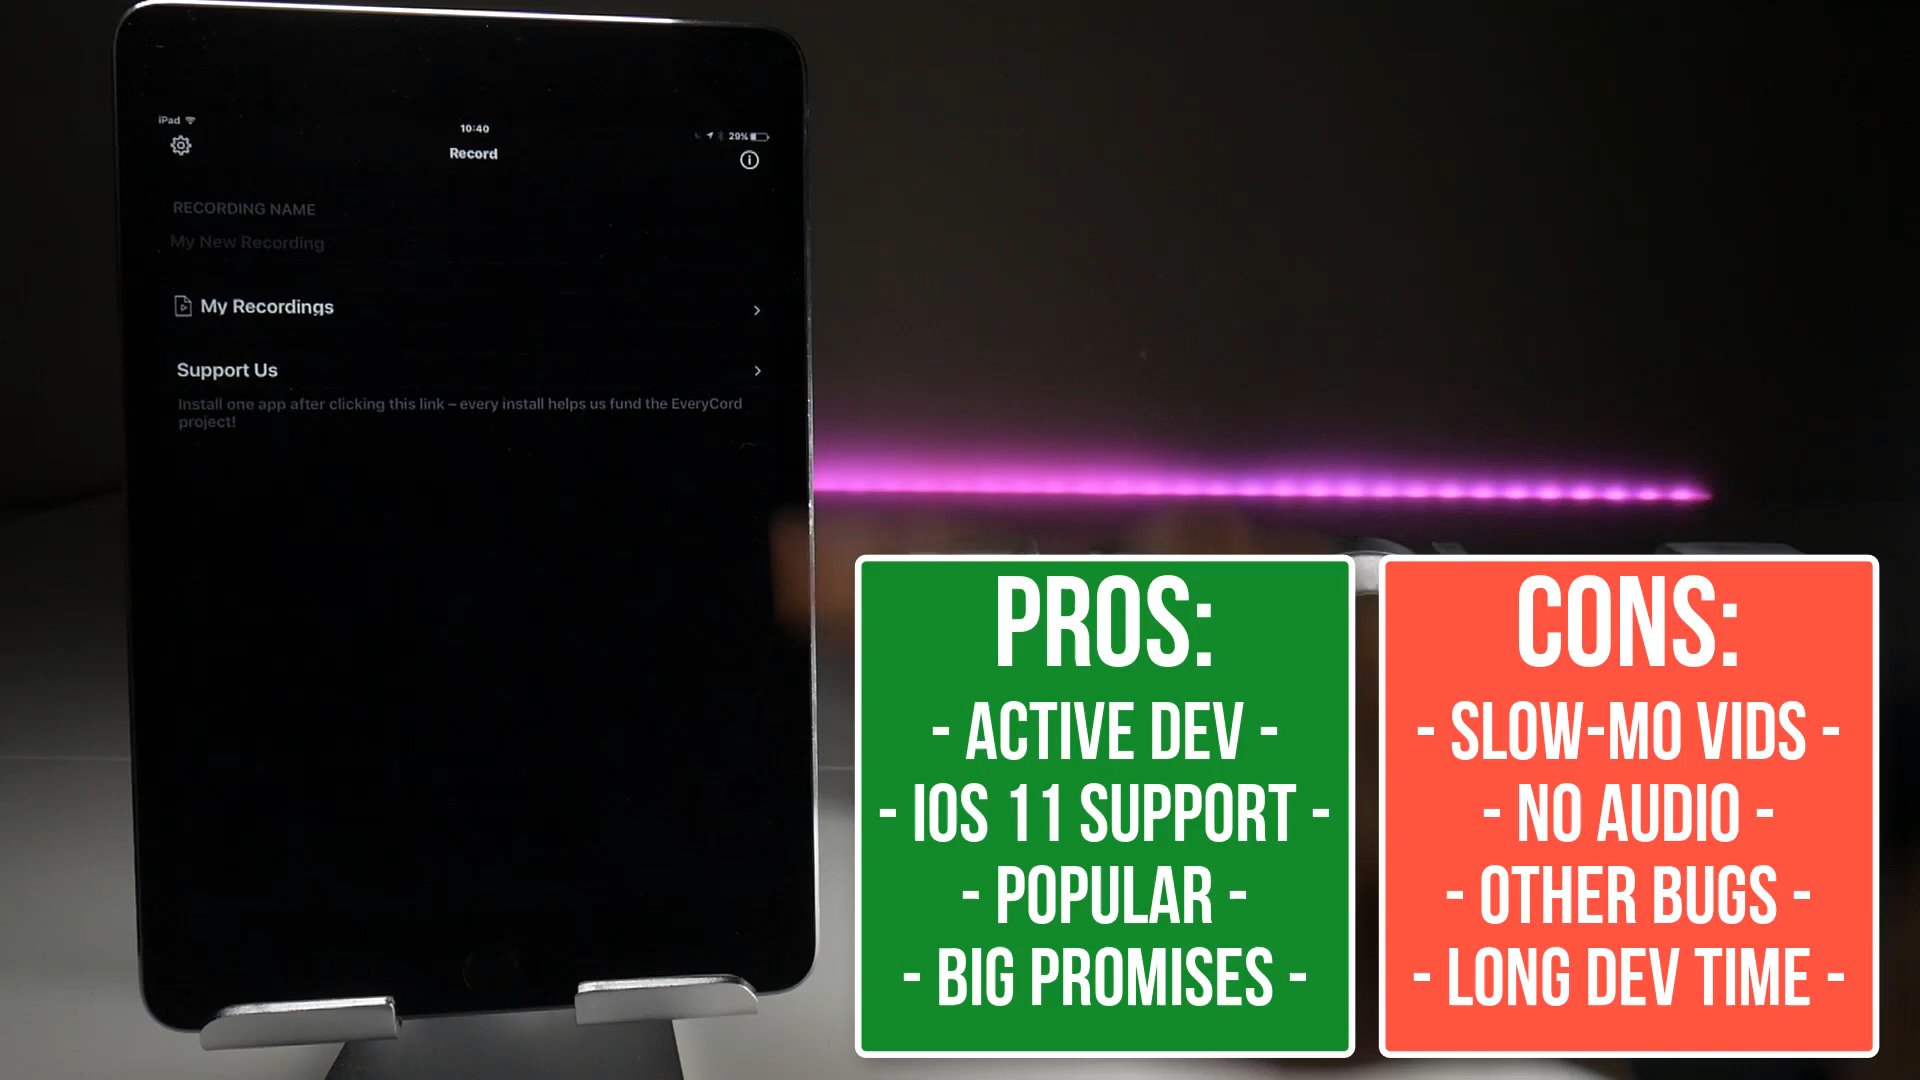 iPad
10:40
29%
Record
RECORDING NAME
My New Recording
My Recordings
Support Us
Install one app after clicking this link – every install helps us fund the EveryCord
project!
PROS:
- ACTIVE DEV -
- IOS 11 SUPPORT -
- POPULAR -
- BIG PROMISES -
CONS:
- SLOW-MO VIDS -
- NO AUDIO -
- OTHER BUGS -
- LONG DEV TIME -